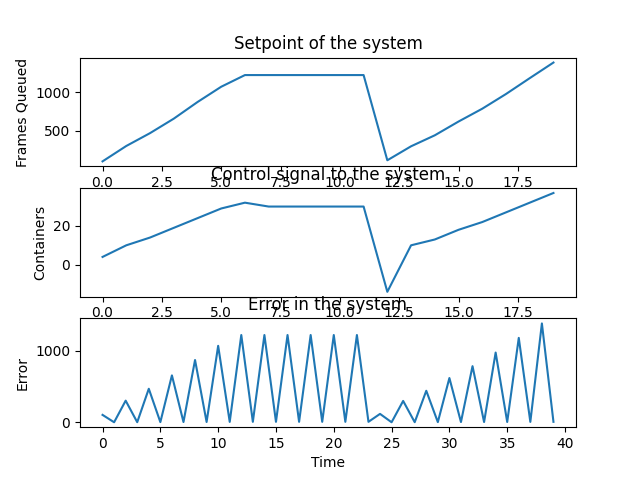 Setpoint of the system
Frames Queued
1000
500
0.0 2.5 5.0 7.5 10.0 12.5 15.0 17.5
Control signal to the system
Containers
20
0
0.0 2.5 5.0 7.5 10.0 12.5 15.0 17.5
Error in the system
Error
1000
0
0 5 10 15 20 25 30 35 40
Time